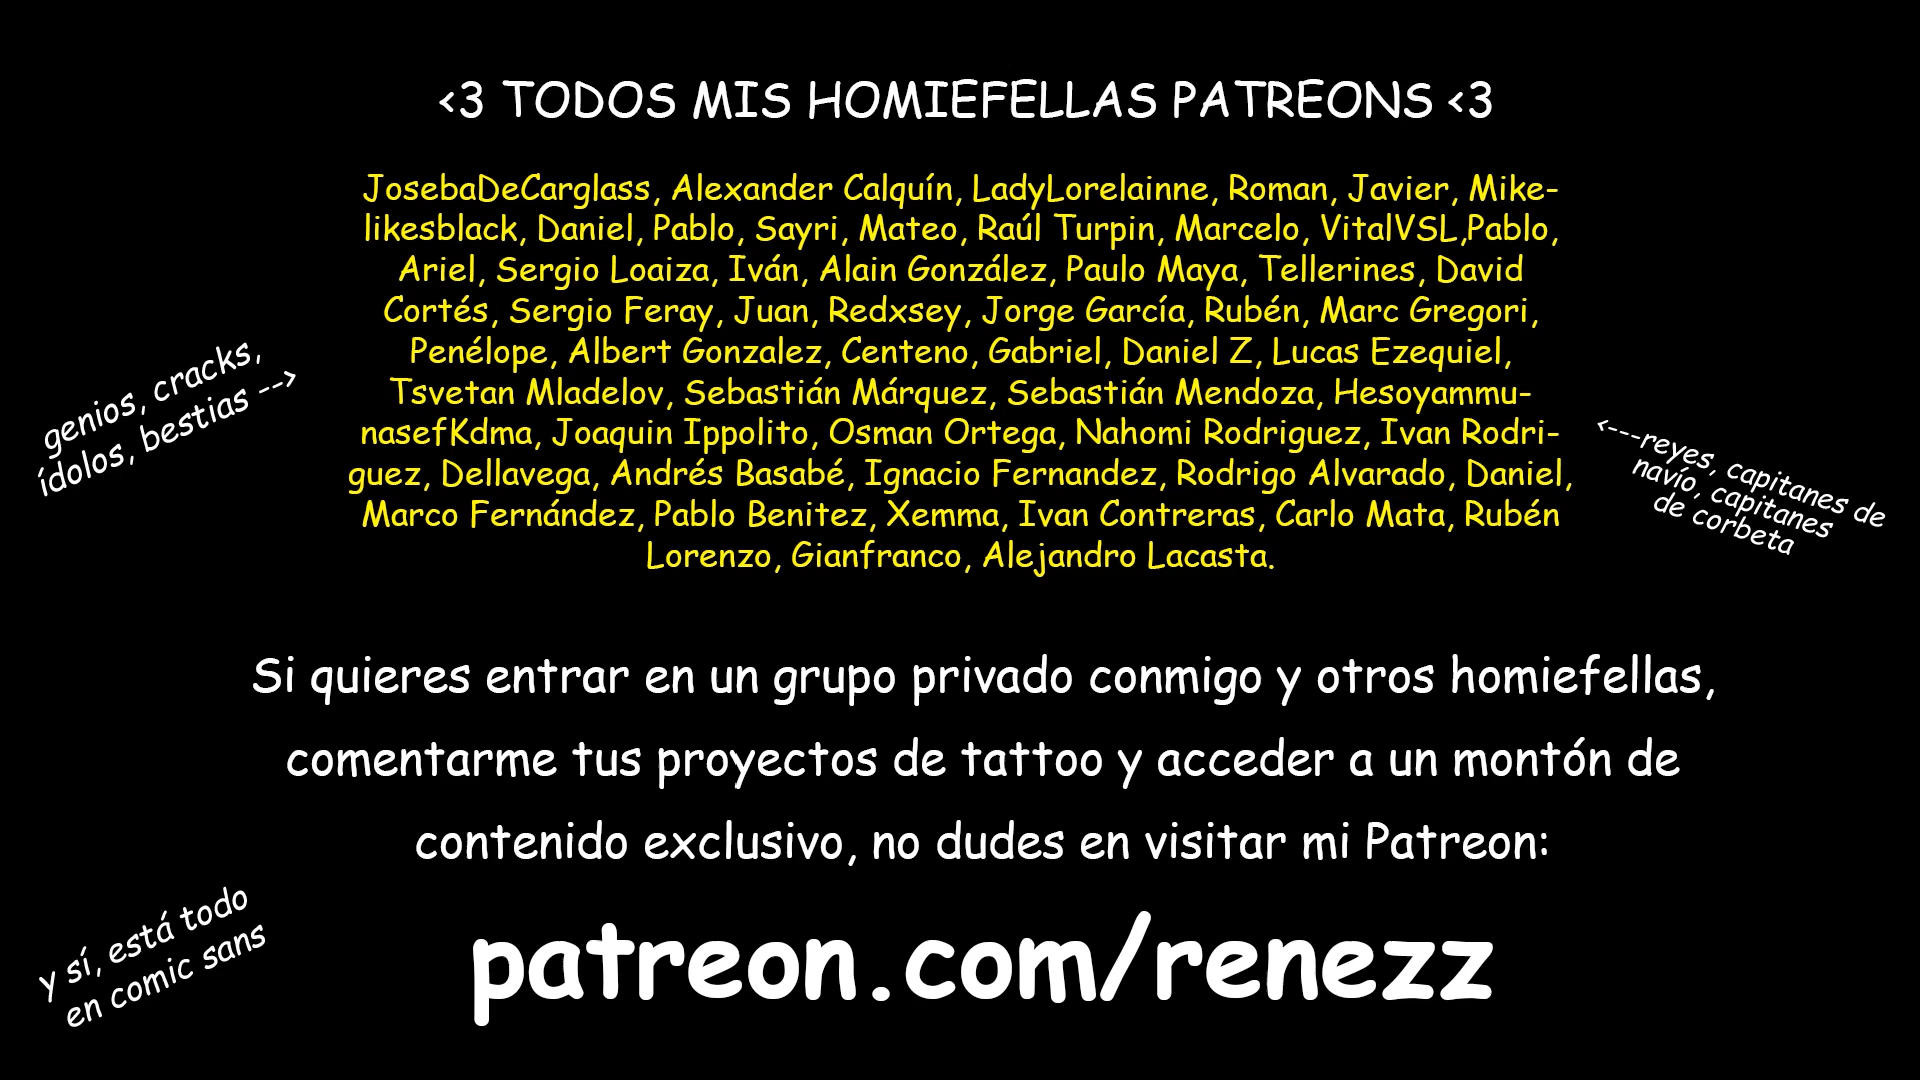 <3 TODOS MIS HOMIEFELLAS PATREONS <3
JosebaDeCarglass, Alexander Calquín, LadyLorelainne, Roman, Javier, Mike-
likesblack, Daniel, Pablo, Sayri, Mateo, Raúl Turpin, Marcelo, VitalVSL,Pablo,
Ariel, Sergio Loaiza, Iván, Alain González, Paulo Maya, Tellerines, David
Cortés, Sergio Feray, Juan, Redxsey, Jorge García, Rubén, Marc Gregori,
Penélope, Albert Gonzalez, Centeno, Gabriel, Daniel Z, Lucas Ezequiel,
Tsvetan Mladelov, Sebastián Márquez, Sebastián Mendoza, Hesoyammu-
nasefKdma, Joaquin Ippolito, Osman Ortega, Nahomi Rodriguez, Ivan Rodri-
guez, Dellavega, Andrés Basabé, Ignacio Fernandez, Rodrigo Alvarado, Daniel,
Marco Fernández, Pablo Benitez, Xemma, Ivan Contreras, Carlo Mata, Rubén
Lorenzo, Gianfranco, Alejandro Lacasta.
genios, cracks,
ídolos, bestias -->
<---reyes, capitanes de
navío, capitanes
de corbeta
Si quieres entrar en un grupo privado conmigo y otros homiefellas,
comentarme tus proyectos de tattoo y acceder a un montón de
contenido exclusivo, no dudes en visitar mi Patreon:
patreon.com/renezz
y sí, está todo
en comic sans